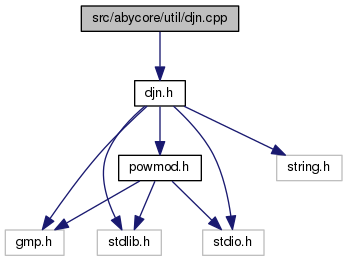 src/abycore/util/djn.cpp
djn.h
powmod.h
string.h
gmp.h
stdlib.h
stdio.h